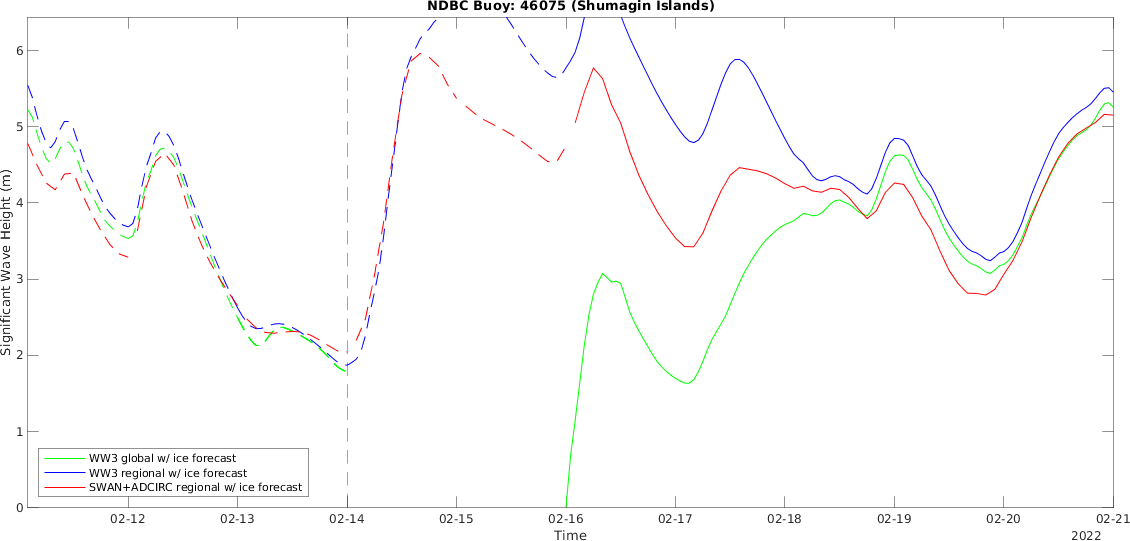 NDBC Buoy: 46075 (Shumagin Islands)
Significant Wave Height (m)
6
5
4
3
2
1
0
WW3 global w/ ice forecast
WW3 regional w/ ice forecast
SWAN+ADCIRC regional w/ ice forecast
02-12 02-13 02-14 02-15 02-16 02-17 02-18 02-19 02-20 02-21
Time
2022